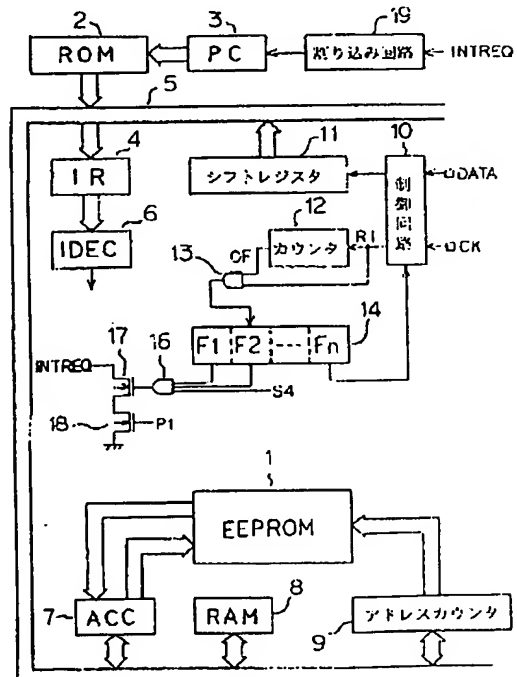 2
3
19
ROM
PC
割り込み回路
INTREQ
5
4
11
10
IR
シフトレジスタ
制御回路
DATA
6
12
IDEC
13
OF
カウンタ
R1
CK
14
17
16
F1 F2 --- Fn
INTREQ
S4
18
P1
1
EEPROM
7
ACC
8
RAM
9
アドレスカウンタ